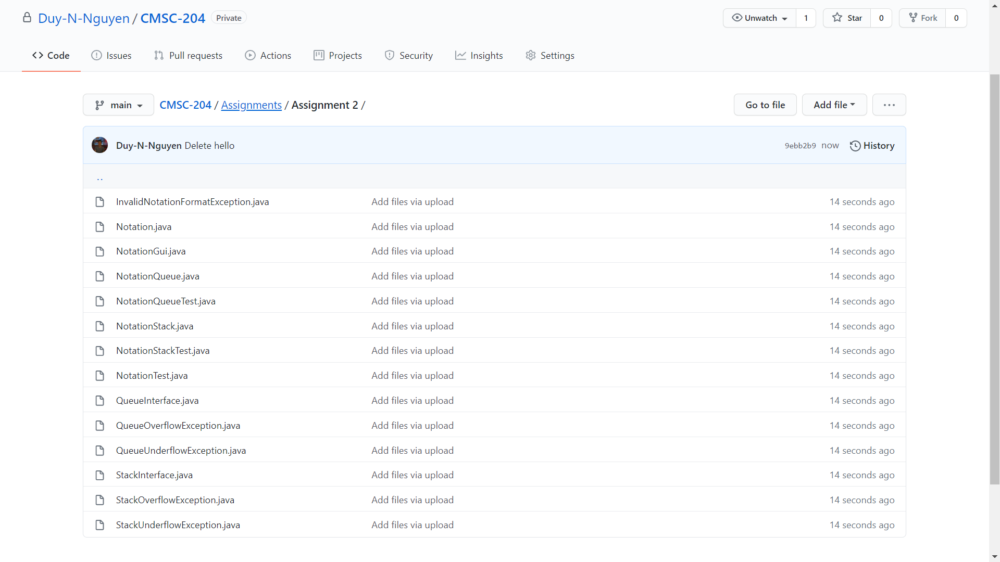 Duy-N-Nguyen / CMSC-204 Private Unwatch 1 Star 0 Fork 0
Code Issues Pull requests Actions Projects Security Insights Settings
main CMSC-204 / Assignments / Assignment 2 / Go to file Add file ...
Duy-N-Nguyen Delete hello 9ebb2b9 now History
..
InvalidNotationFormatException.java Add files via upload 14 seconds ago
Notation.java Add files via upload 14 seconds ago
NotationGui.java Add files via upload 14 seconds ago
NotationQueue.java Add files via upload 14 seconds ago
NotationQueueTest.java Add files via upload 14 seconds ago
NotationStack.java Add files via upload 14 seconds ago
NotationStackTest.java Add files via upload 14 seconds ago
NotationTest.java Add files via upload 14 seconds ago
QueueInterface.java Add files via upload 14 seconds ago
QueueOverflowException.java Add files via upload 14 seconds ago
QueueUnderflowException.java Add files via upload 14 seconds ago
StackInterface.java Add files via upload 14 seconds ago
StackOverflowException.java Add files via upload 14 seconds ago
StackUnderflowException.java Add files via upload 14 seconds ago